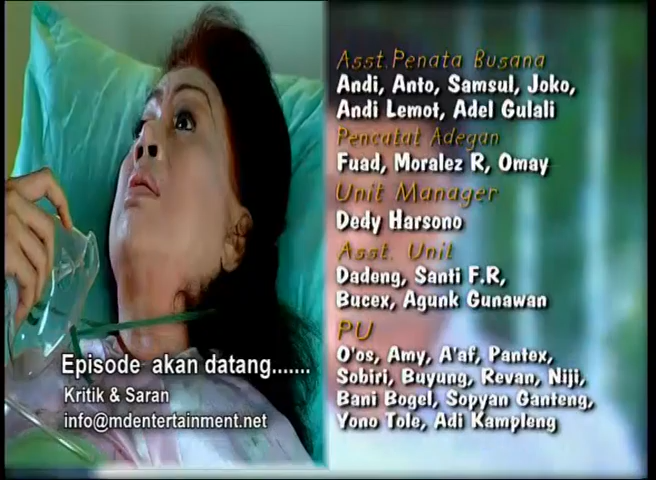 Asst. Penata Busana
Andi, Anto, Samsul, Joko,
Andi Lemot, Adel Gulali
Pencatat Adegan
Fuad, Moralez R, Omay
Unit Manager
Dedy Harsono
Asst. Unit
Dadeng, Santi F.R,
Bucex, Agunk Gunawan
PU
O'os, Amy, A'af, Pantex,
Sobiri, Buyung, Revan, Niji,
Bani Bogel, Sopyan Ganteng,
Yono Tole, Adi Kampleng
Episode akan datang.......
Kritik & Saran
info@mdentertainment.net